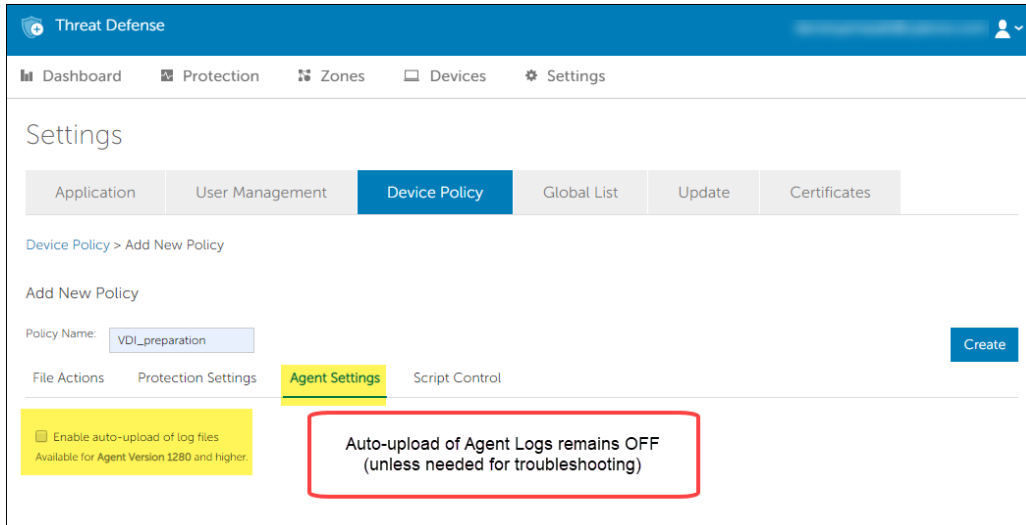 Threat Defense
Dashboard Protection Zones Devices Settings
Settings
Application User Management Device Policy Global List Update Certificates
Device Policy > Add New Policy
Add New Policy
Policy Name: VDI_preparation
Create
File Actions Protection Settings Agent Settings Script Control
Enable auto-upload of log files
Available for Agent Version 1280 and higher.
Auto-upload of Agent Logs remains OFF
(unless needed for troubleshooting)